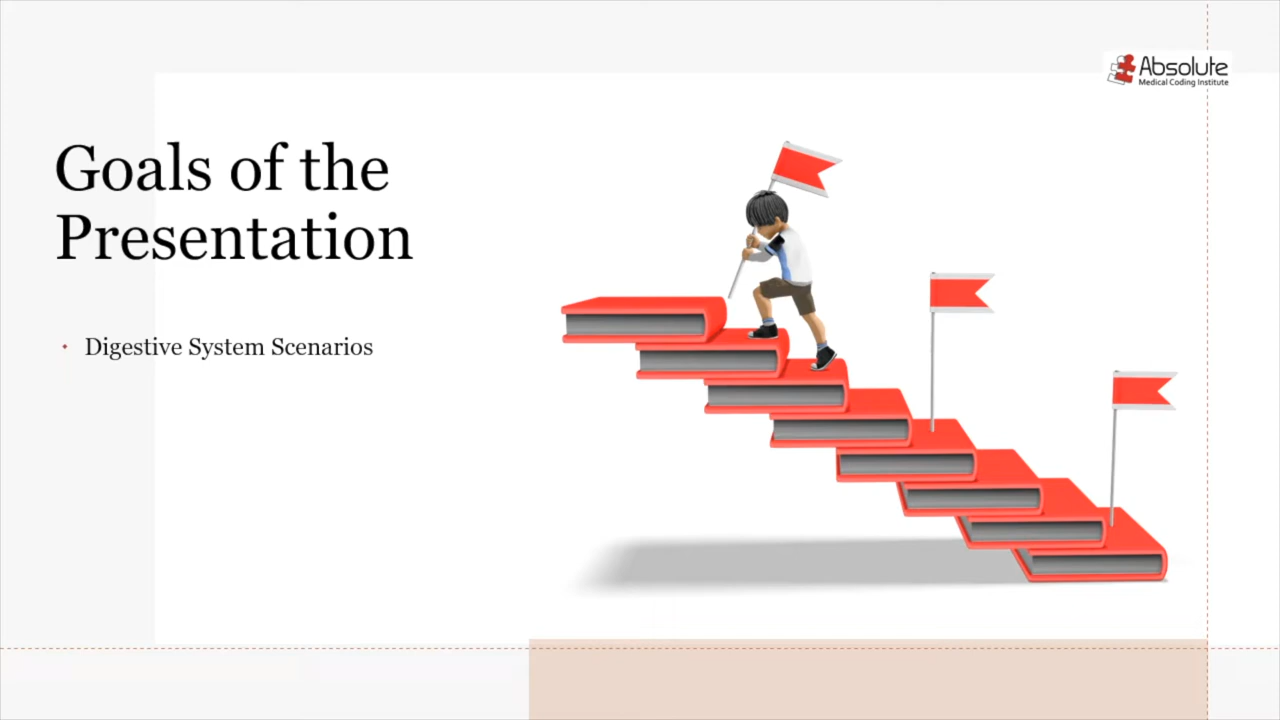 Absolute
Medical Coding Institute
Goals of the
Presentation
Digestive System Scenarios